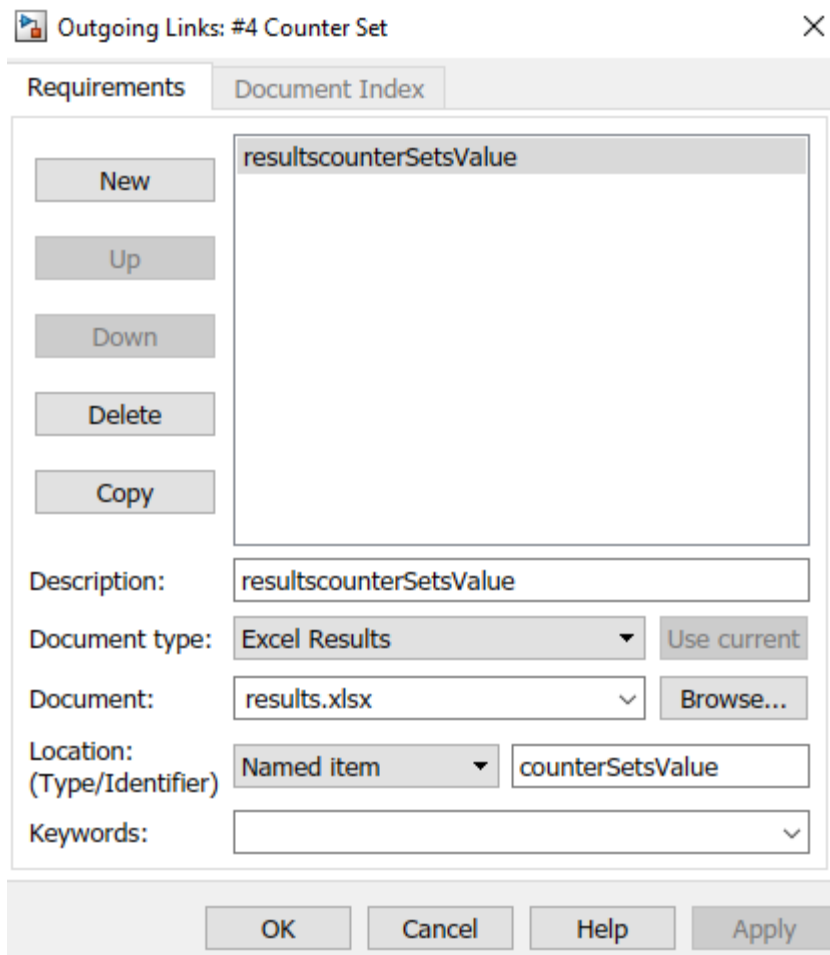 Outgoing Links: #4 Counter Set
Requirements
Document Index
New
Up
Down
Delete
Copy
resultscounterSetsValue
Description: resultscounterSetsValue
Document type: Excel Results Use current
Document: results.xlsx Browse...
Location:
(Type/Identifier) Named item counterSetsValue
Keywords:
OK Cancel Help Apply